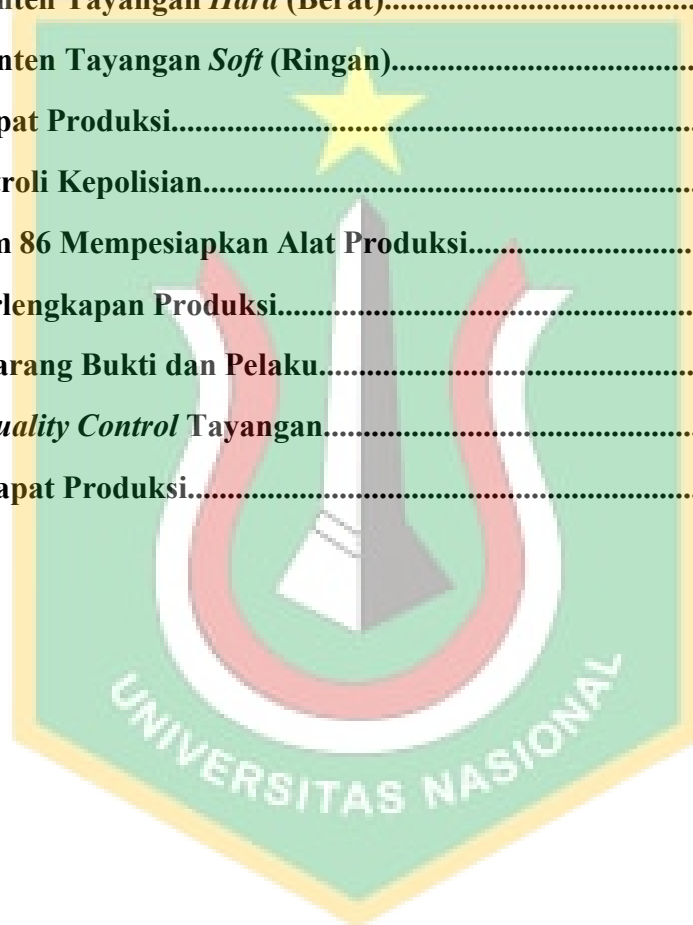 nten Tayangan Hard (Berat)........................................
nten Tayangan Soft (Ringan)........................................
pat Produksi........................................................................
troli Kepolisian....................................................................
n 86 Mempesiapkan Alat Produksi..............................
rlengkapan Produksi.......................................................
arang Bukti dan Pelaku..................................................
uality Control Tayangan.................................................
apat Produksi....................................................................
UNIVERSITAS NASIONAL